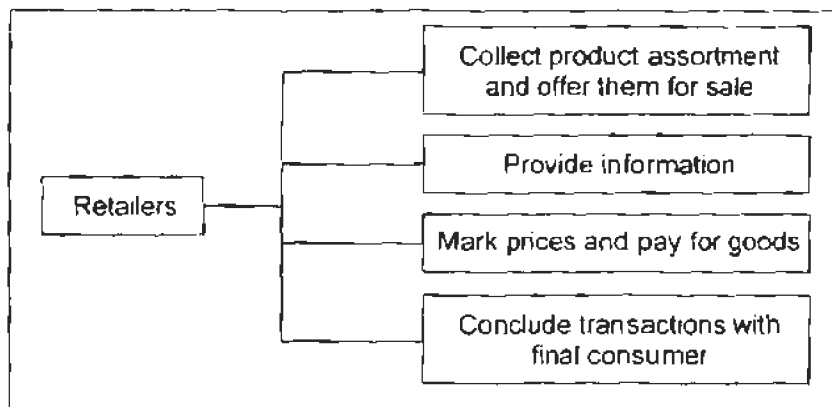 Collect product assortment
and offer them for sale
Provide information
Retailers
Mark prices and pay for goods
Conclude transactions with
final consumer